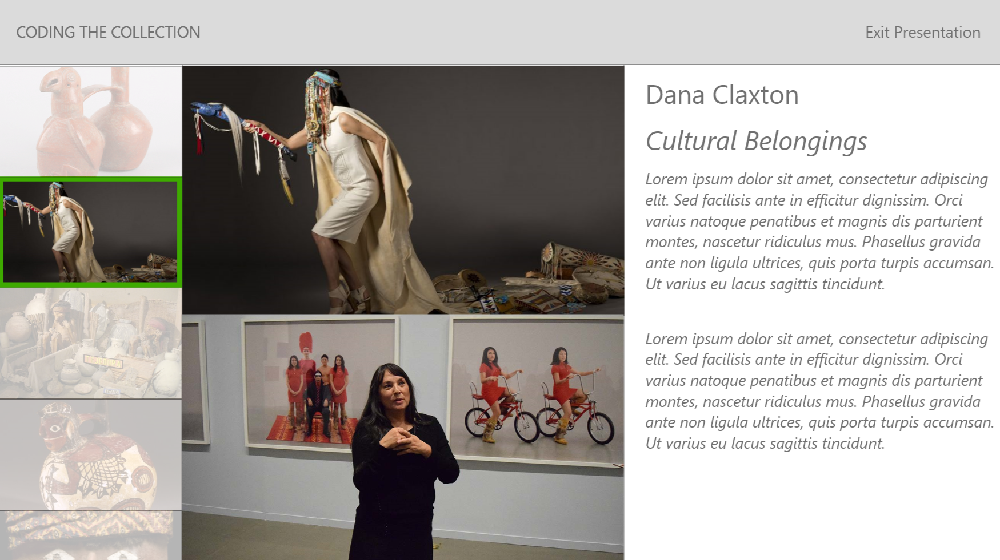 CODING THE COLLECTION
Exit Presentation
Dana Claxton
Cultural Belongings
Lorem ipsum dolor sit amet, consectetur adipiscing
elit. Sed facilisis ante in efficitur dignissim. Orci
varius natoque penatibus et magnis dis parturient
montes, nascetur ridiculus mus. Phasellus gravida
ante non ligula ultrices, quis porta turpis accumsan.
Ut varius eu lacus sagittis tincidunt.
Lorem ipsum dolor sit amet, consectetur adipiscing
elit. Sed facilisis ante in efficitur dignissim. Orci
varius natoque penatibus et magnis dis parturient
montes, nascetur ridiculus mus. Phasellus gravida
ante non ligula ultrices, quis porta turpis accumsan.
Ut varius eu lacus sagittis tincidunt.